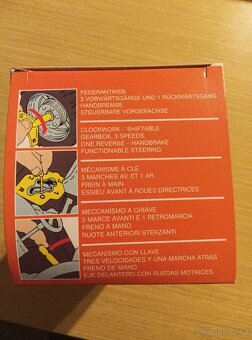 FEDERANTRIEB
3 VORWÄRTSGÄNGE UND 1 RÜCKWÄRTSGANG
HANDBREMSE
STEUERBARE VORDERACHSE
CLOCKWORK - SHIFTABLE
GEARBOX, 3 SPEEDS,
ONE REVERSE - HANDBRAKE
FUNCTIONABLE STEERING
MÉCANISME À CLÉ
3 MARCHES AV. ET 1 AR
FREIN À MAIN
ESSIEU AVANT À ROUES DIRECTRICES
MECCANISMO A CHIAVE
3 MARCE AVANTI E 1 RETROMARCIA
FRENO A MANO
RUOTE ANTERIORI STERZANTI
MECANISMO CON LLAVE
TRES VELOCIDADES Y UNA MARCHA ATRAS
FRENO DE MANO
EJE DELANTERO CON RUEDAS MOTRICES